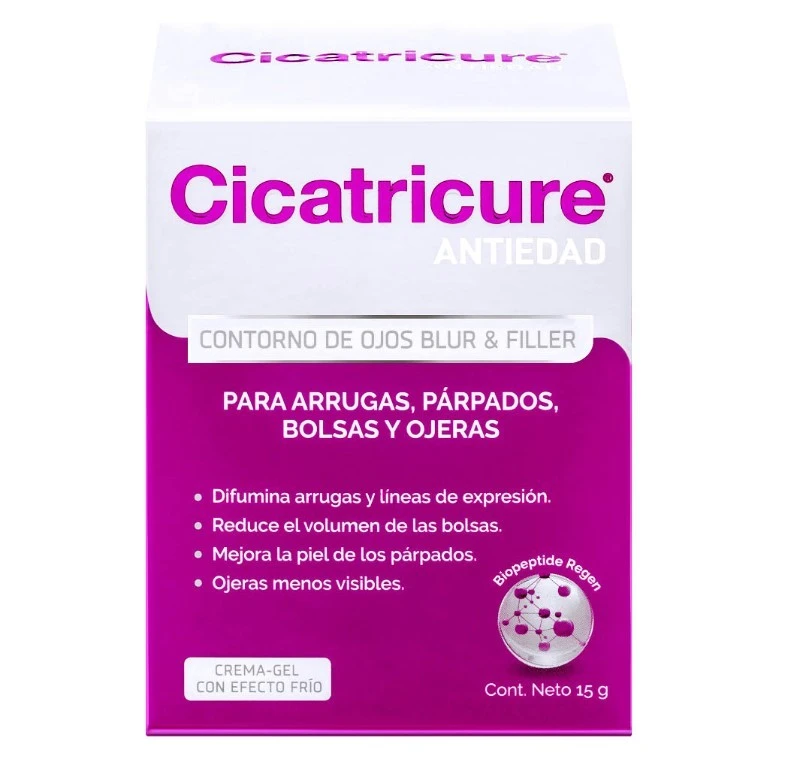 Cicatricure®
ANTIEDAD
Cicatricure®
ANTIEDAD
CONTORNO DE OJOS BLUR & FILLER
PARA ARRUGAS, PÁRPADOS,
BOLSAS Y OJERAS
• Difumina arrugas y líneas de expresión.
• Reduce el volumen de las bolsas.
• Mejora la piel de los párpados.
• Ojeras menos visibles.
Biopeptide Regen
CREMA-GEL
CON EFECTO FRÍO
Cont. Neto 15 g